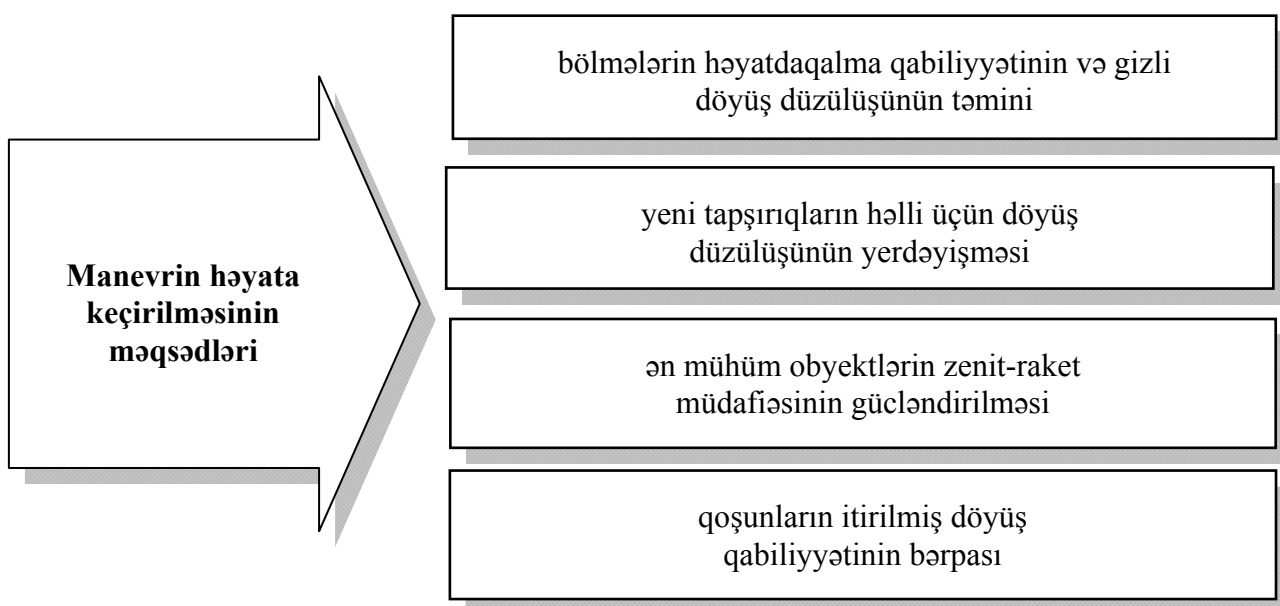 Manevrin həyata
keçirilməsinin
məqsədləri
bölmələrin həyatdaqalma qabiliyyətinin və gizli
döyüş düzülüşünün təmini
yeni tapşırıqların həlli üçün döyüş
düzülüşünün yerdəyişməsi
ən mühüm obyektlərin zenit-raket
müdafiəsinin gücləndirilməsi
qoşunların itirilmiş döyüş
qabiliyyətinin bərpası